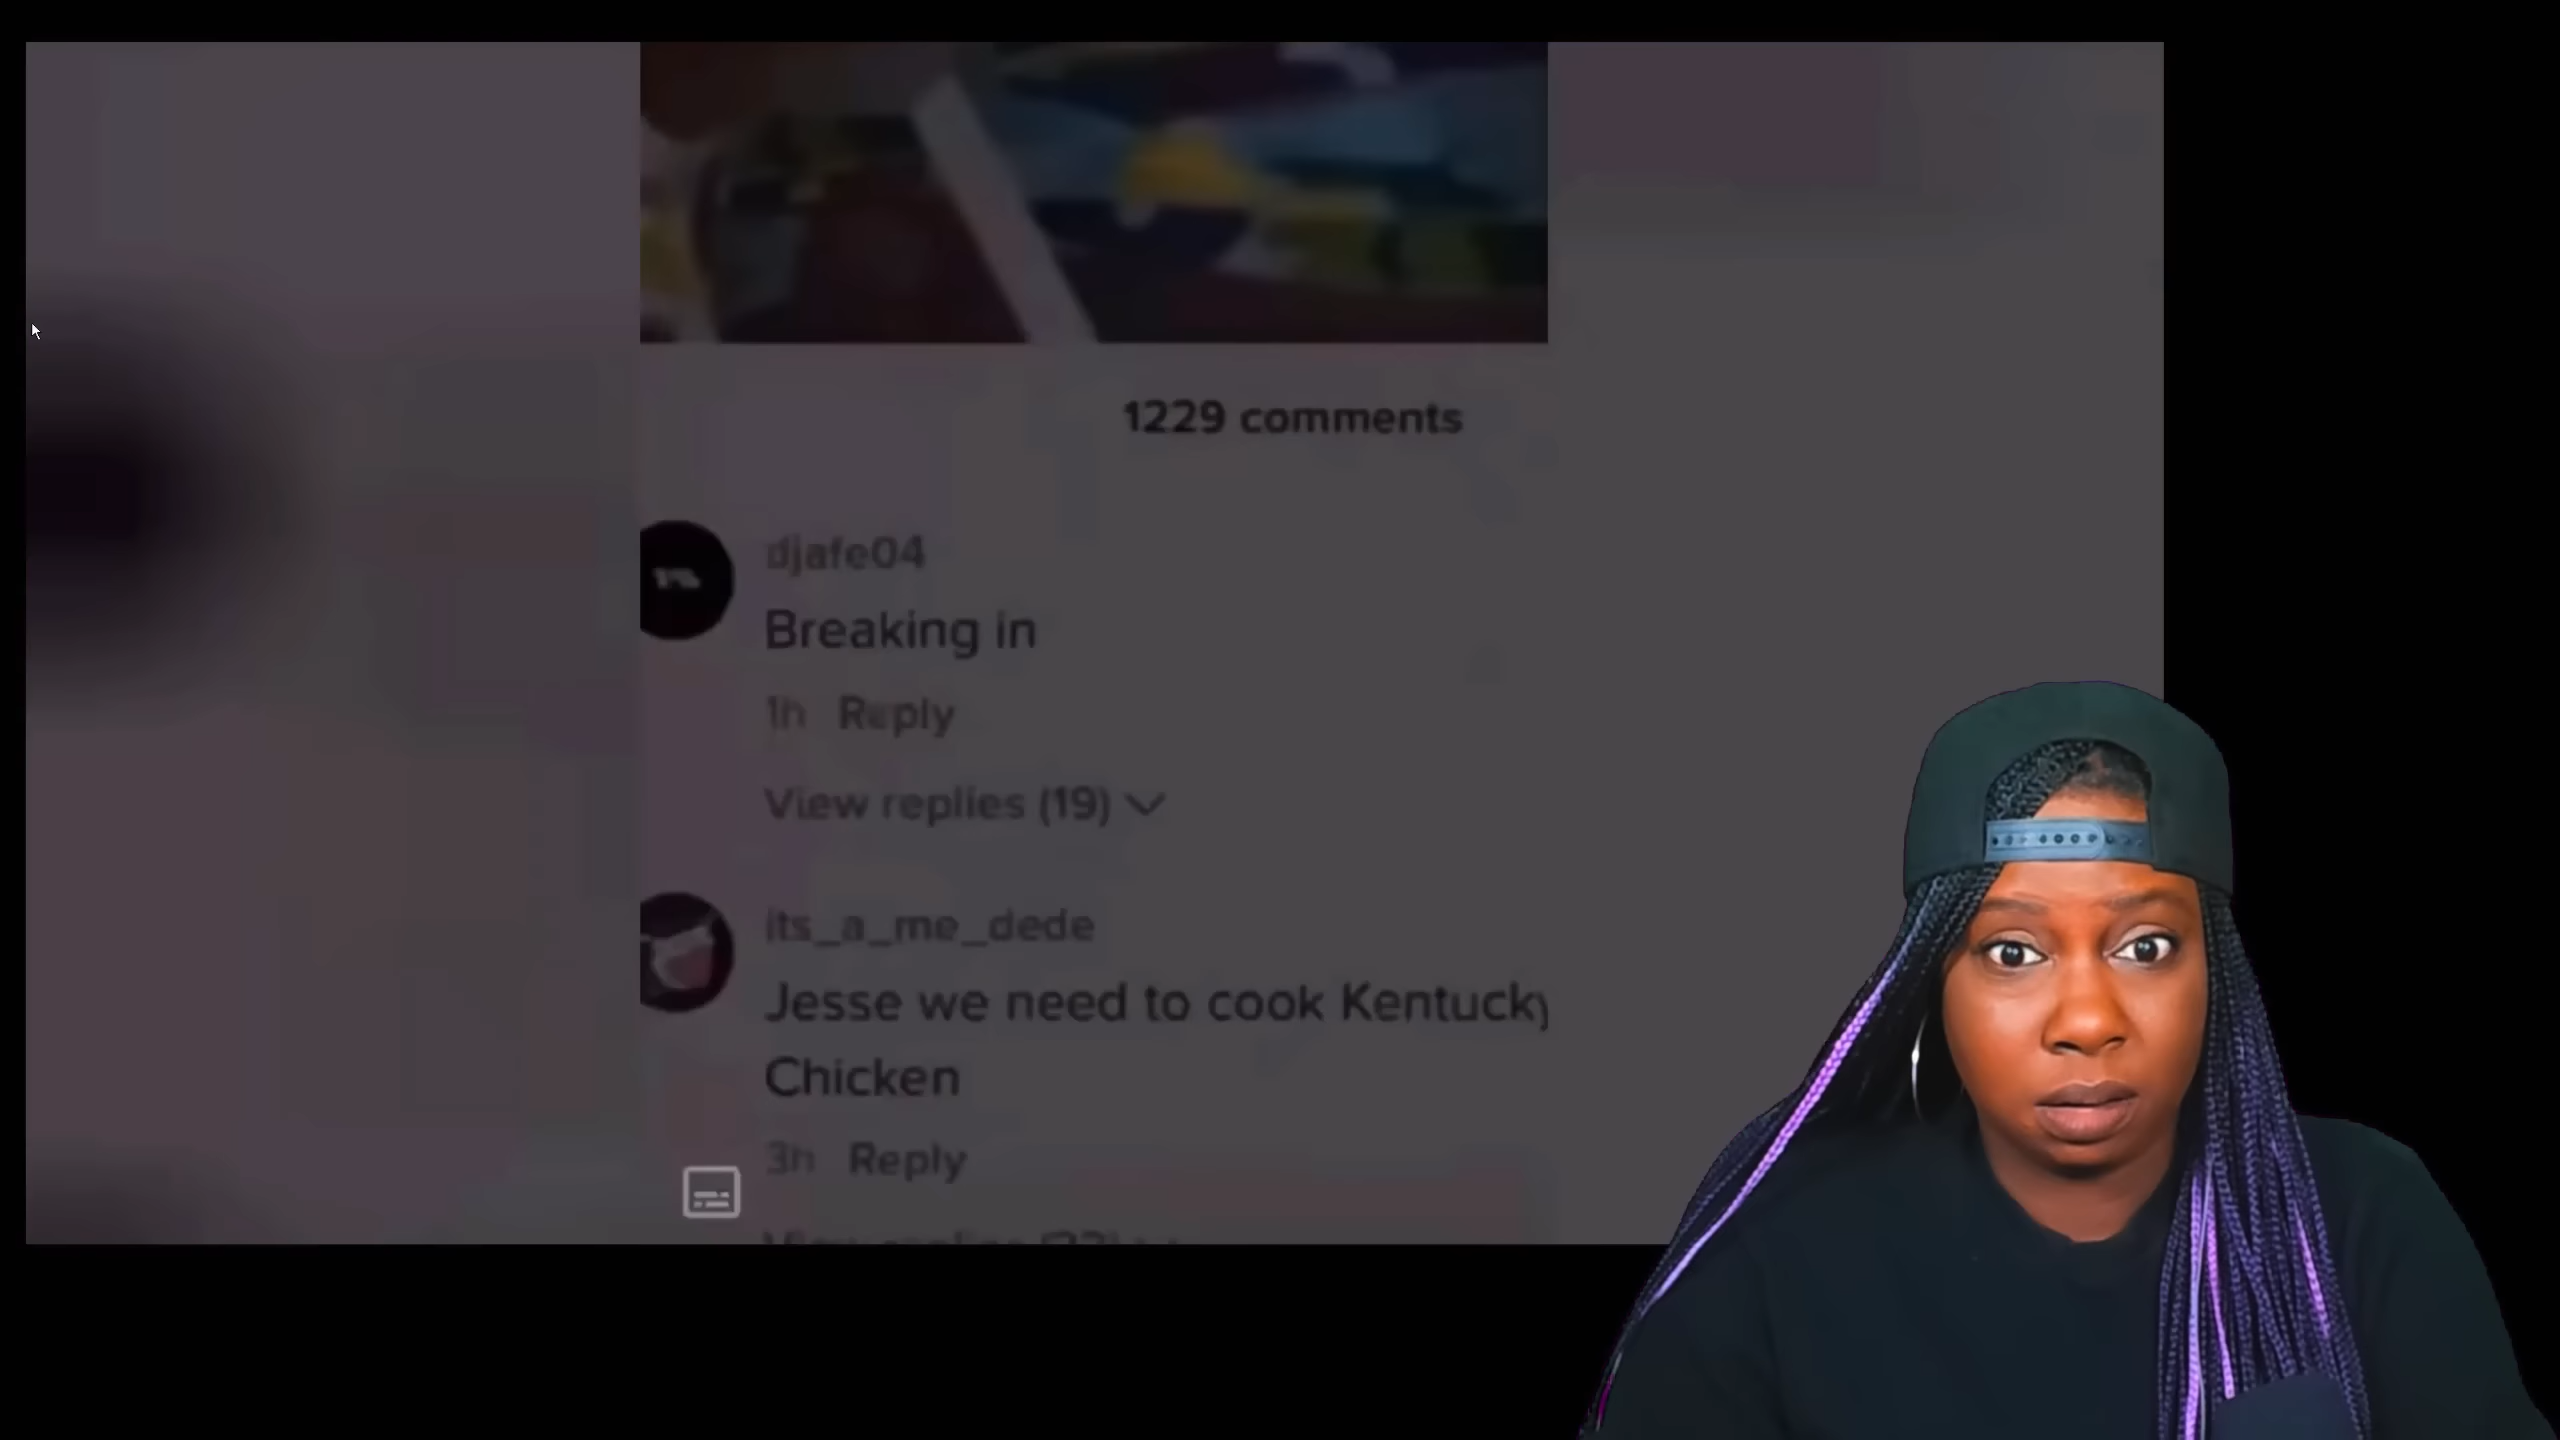 1229 comments
djafe04
Breaking in
1h Reply
View replies (19)
its_a_me_dede
Jesse we need to cook Kentucky
Chicken
3h Reply